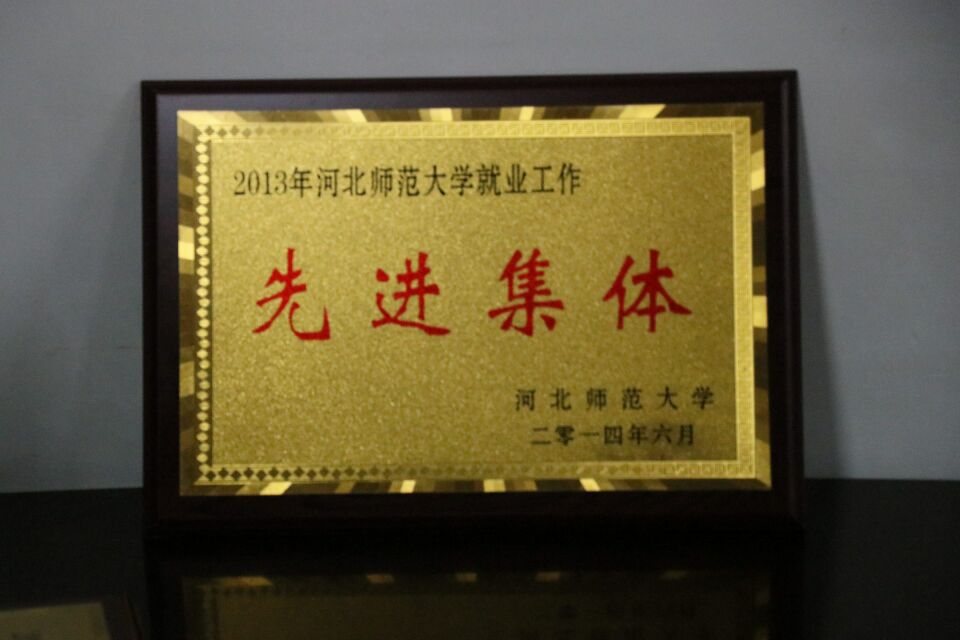 2013年河北师范大学就业工作
先进集体
河北师范大学
二零一四年六月